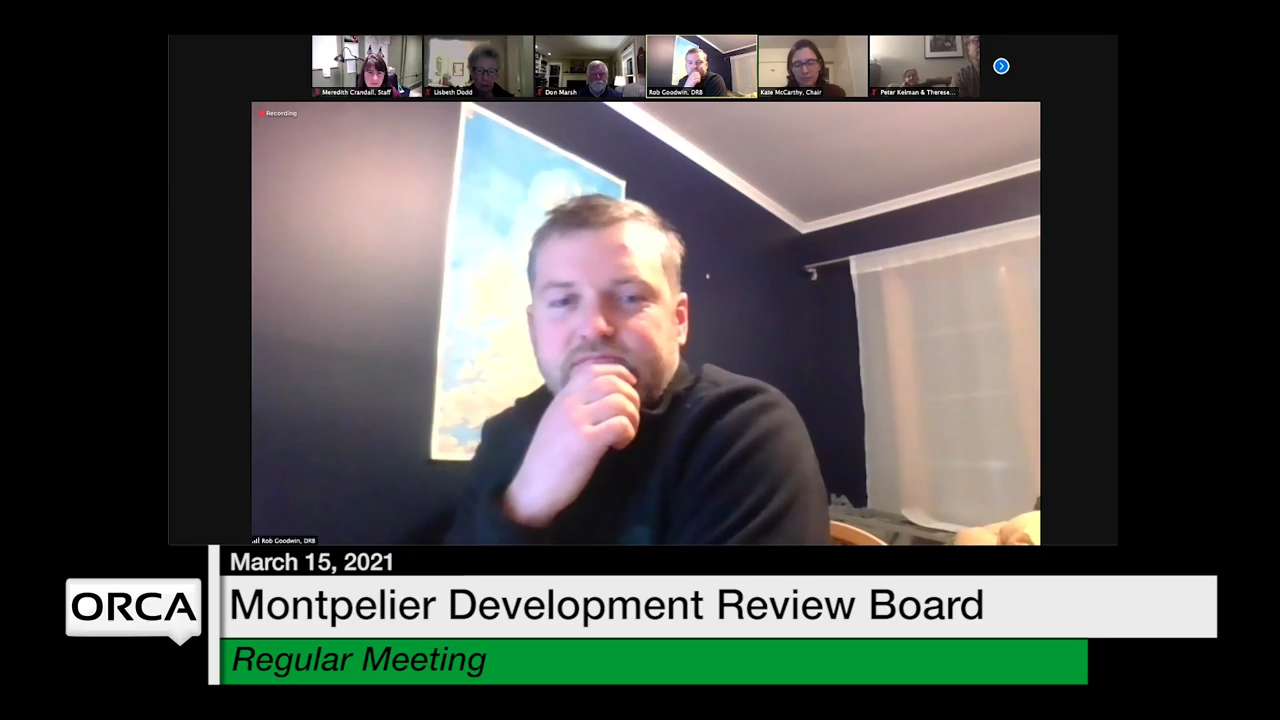 Meredith Crandall, Staff
Lisbeth Dodd
Don Marsh
Rob Goodwin, DRB
Kate McCarthy, Chair
Peter Kelman & Therese...
Recording
Rob Goodwin, DRB
March 15, 2021
ORCA
Montpelier Development Review Board
Regular Meeting